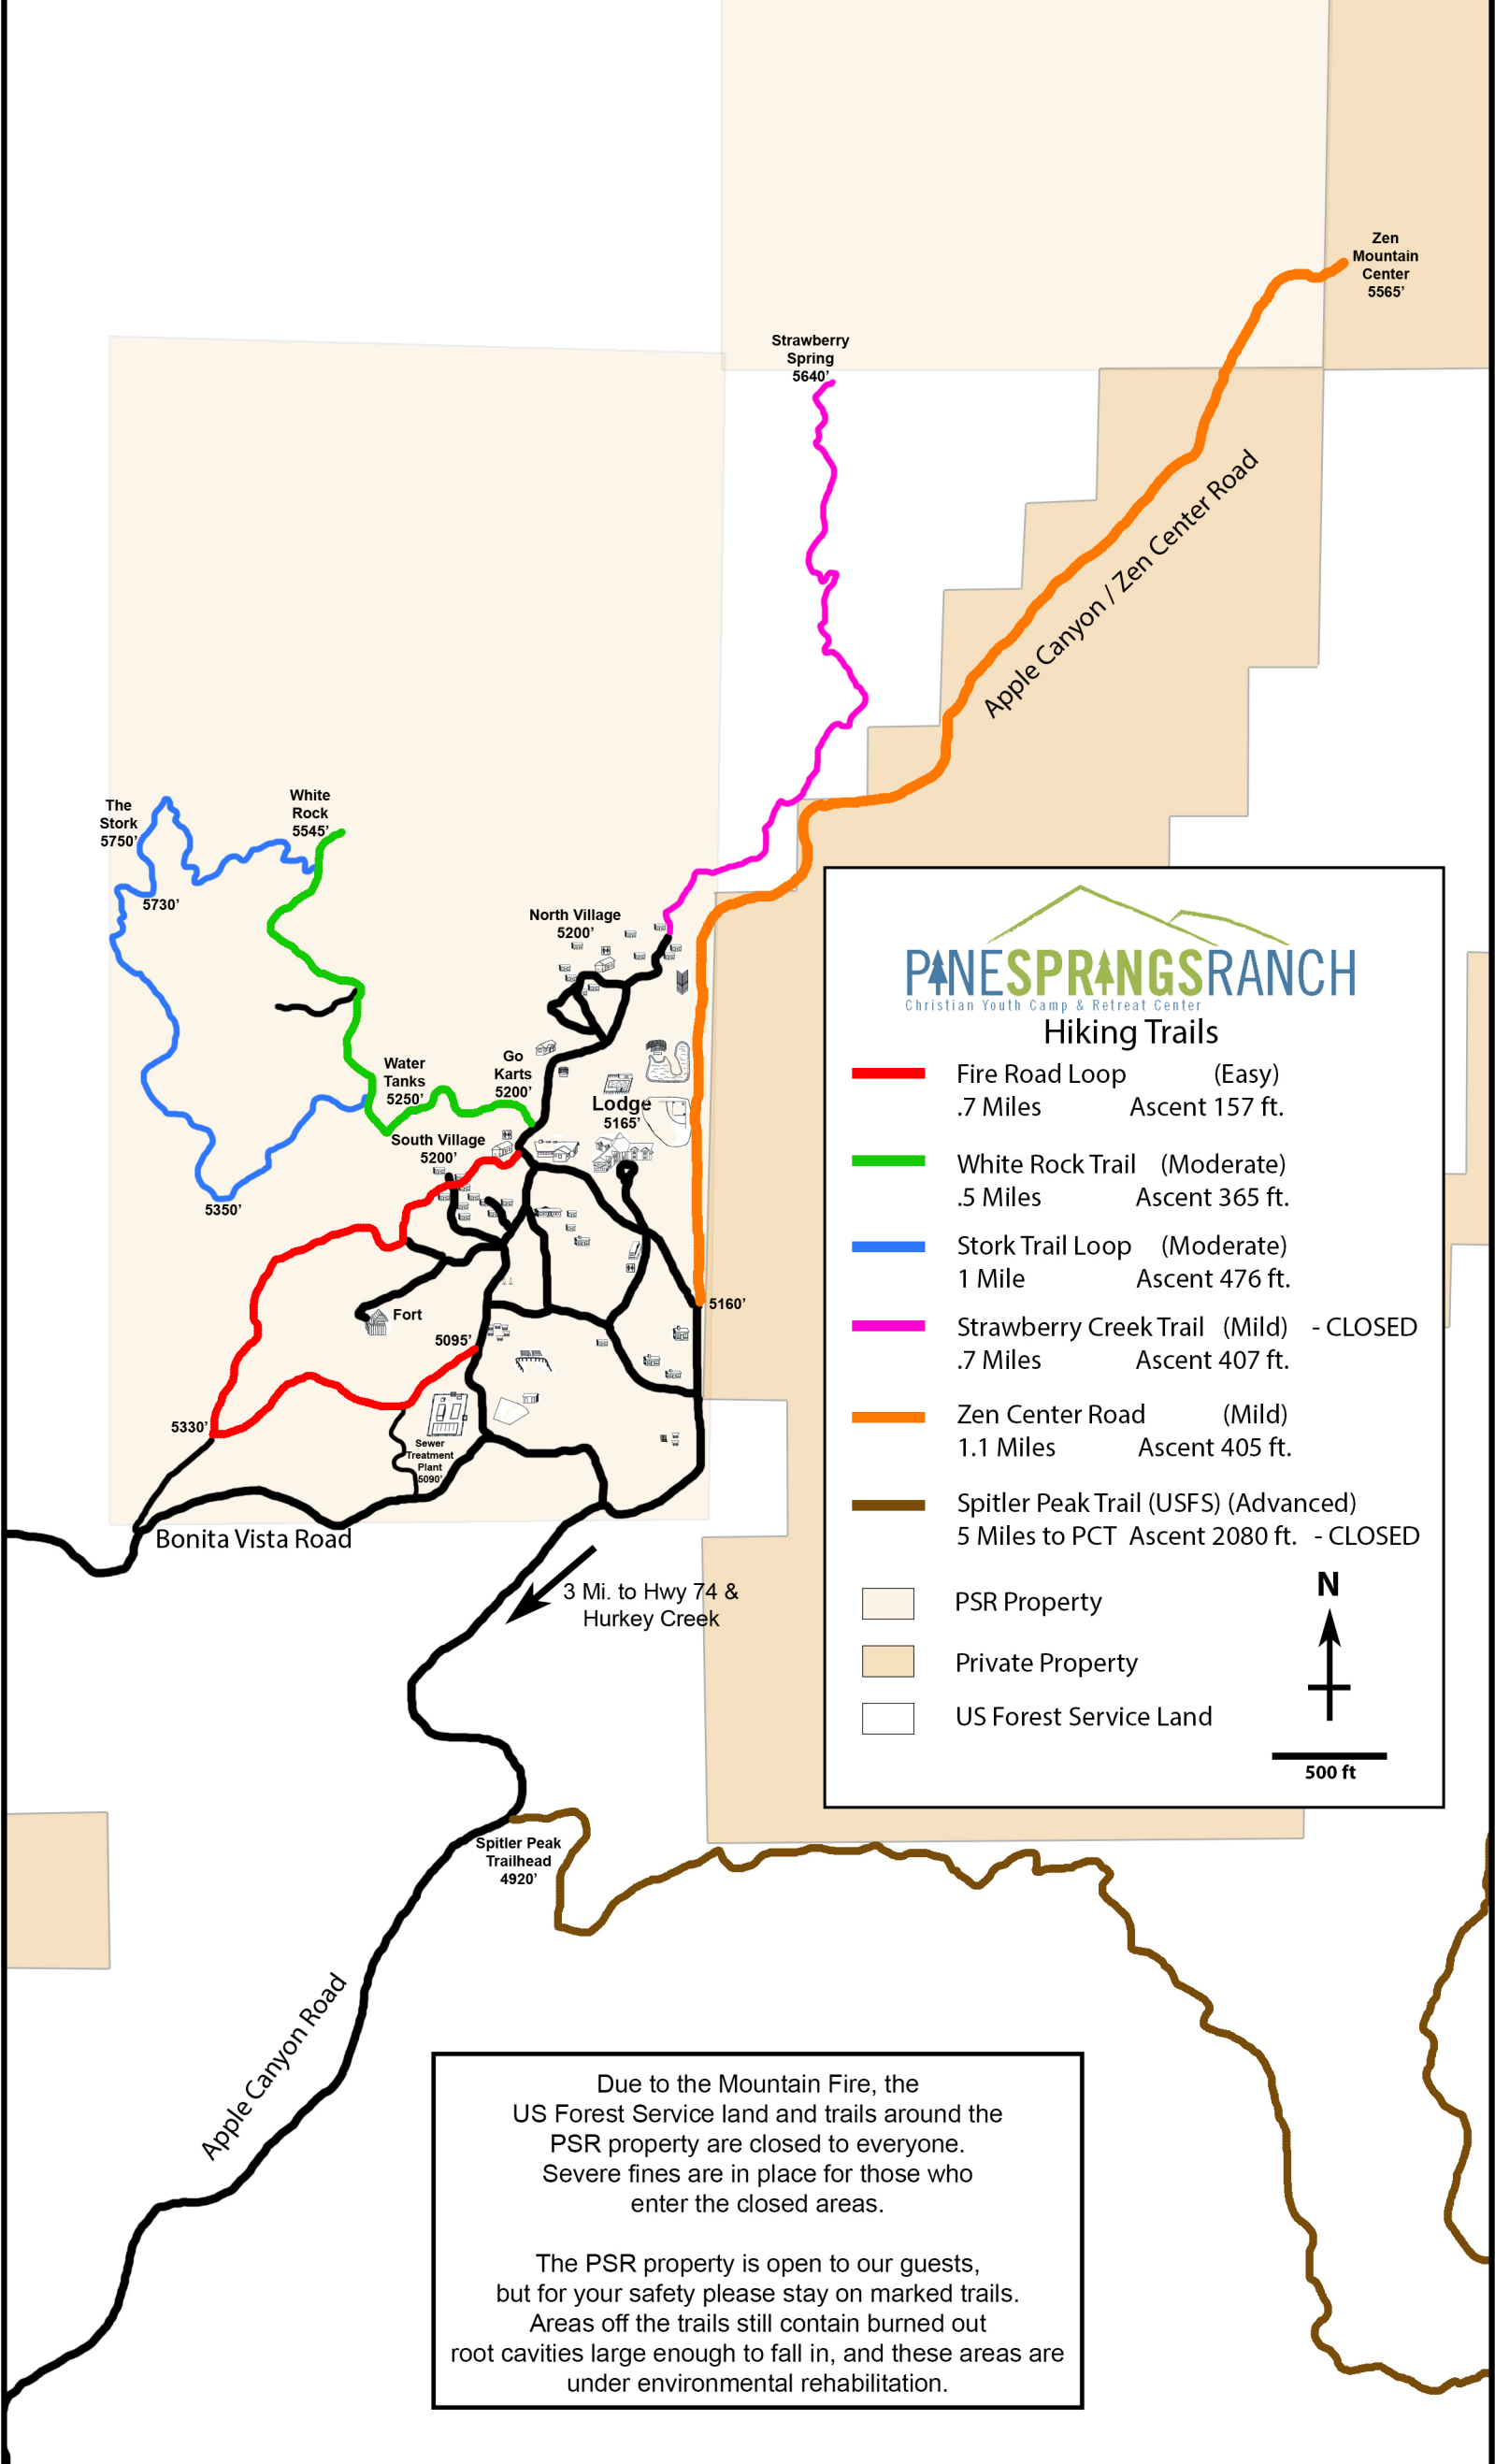 Zen
Mountain
Center
5565’
Strawberry
Spring
5640’
Apple Canyon / Zen Center Road
The
Stork
5750’
White
Rock
5545’
5730’
North Village
5200’
Water
Tanks
5250’
Go
Karts
5200’
Lodge
5165’
South Village
5200’
5350’
Fort
5160’
5095’
5330’
Sewer
Treatment
Plant
5090’
Bonita Vista Road
3 Mi. to Hwy 74 &
Hurkey Creek
PINESPRINGSRANCH
Christian Youth Camp & Retreat Center
Hiking Trails
Fire Road Loop (Easy)
.7 Miles Ascent 157 ft.
White Rock Trail (Moderate)
.5 Miles Ascent 365 ft.
Stork Trail Loop (Moderate)
1 Mile Ascent 476 ft.
Strawberry Creek Trail (Mild) - CLOSED
.7 Miles Ascent 407 ft.
Zen Center Road (Mild)
1.1 Miles Ascent 405 ft.
Spitler Peak Trail (USFS) (Advanced)
5 Miles to PCT Ascent 2080 ft. - CLOSED
PSR Property
Private Property
US Forest Service Land
N
500 ft
Spitler Peak
Trailhead
4920’
Apple Canyon Road
Due to the Mountain Fire, the
US Forest Service land and trails around the
PSR property are closed to everyone.
Severe fines are in place for those who
enter the closed areas.
The PSR property is open to our guests,
but for your safety please stay on marked trails.
Areas off the trails still contain burned out
root cavities large enough to fall in, and these areas are
under environmental rehabilitation.